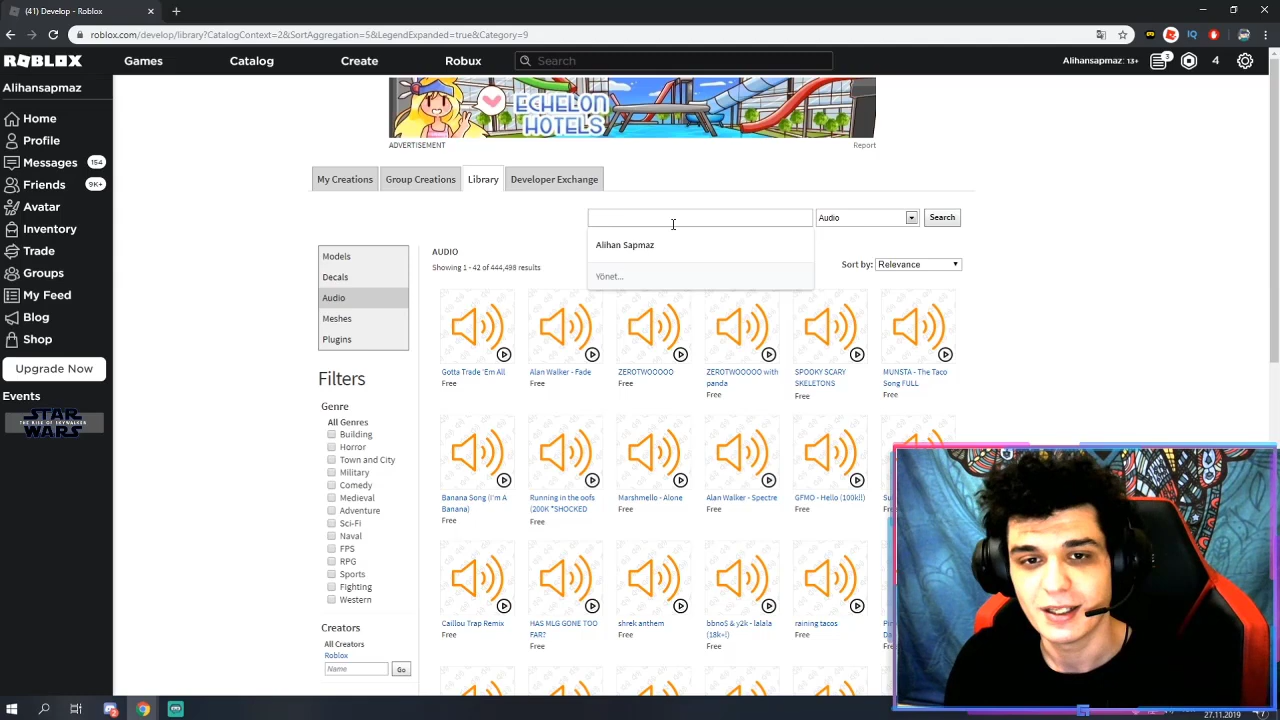 (41) Develop - Roblox
roblox.com/develop/library?CatalogContext=2&SortAggregation=5&LegendExpanded=true&Category=9
ROBLOX
Games
Catalog
Create
Robux
Search
Alihansapmaz: 13+
3
4
Alihansapmaz
Home
Profile
Messages 154
Friends 9K+
Avatar
Inventory
Trade
Groups
My Feed
Blog
Shop
Upgrade Now
Events
STAR WARS
THE RISE OF SKYWALKER
ECHELON
HOTELS
ADVERTISEMENT
Report
My Creations
Group Creations
Library
Developer Exchange
Audio
Search
Alihan Sapmaz
Yönet...
Models
Decals
Audio
Meshes
Plugins
AUDIO
Showing 1 - 42 of 444,498 results
Sort by: Relevance
Gotta Trade 'Em All
Free
Alan Walker - Fade
Free
ZEROTWOOOOO
Free
ZEROTWOOOOO with
panda
Free
SPOOKY SCARY
SKELETONS
Free
MUNSTA - The Taco
Song FULL
Free
Banana Song (I'm A
Banana)
Free
Running in the oofs
(200K *SHOCKED
Free
Marshmello - Alone
Free
Alan Walker - Spectre
Free
GFMO - Hello (100k!!)
Free
Caillou Trap Remix
Free
HAS MLG GONE TOO
FAR?
Free
shrek anthem
Free
bbno$ & y2k - lalala
(18k+!)
Free
raining tacos
Free
Filters
Genre
All Genres
Building
Horror
Town and City
Military
Comedy
Medieval
Adventure
Sci-Fi
Naval
FPS
RPG
Sports
Fighting
Western
Creators
All Creators
Roblox
Name
Go
27.11.2019